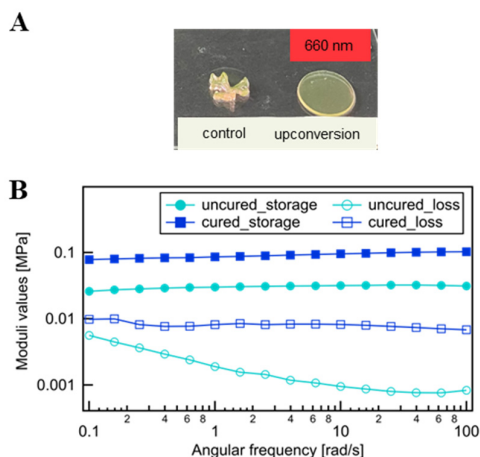 A
660 nm
control upconversion
B
uncured_storage uncured_loss
cured_storage cured_loss
Moduli values [MPa]
0.1
0.01
0.001
0.1 2 4 6 8 1 2 4 6 8 10 2 4 6 8 100
Angular frequency [rad/s]